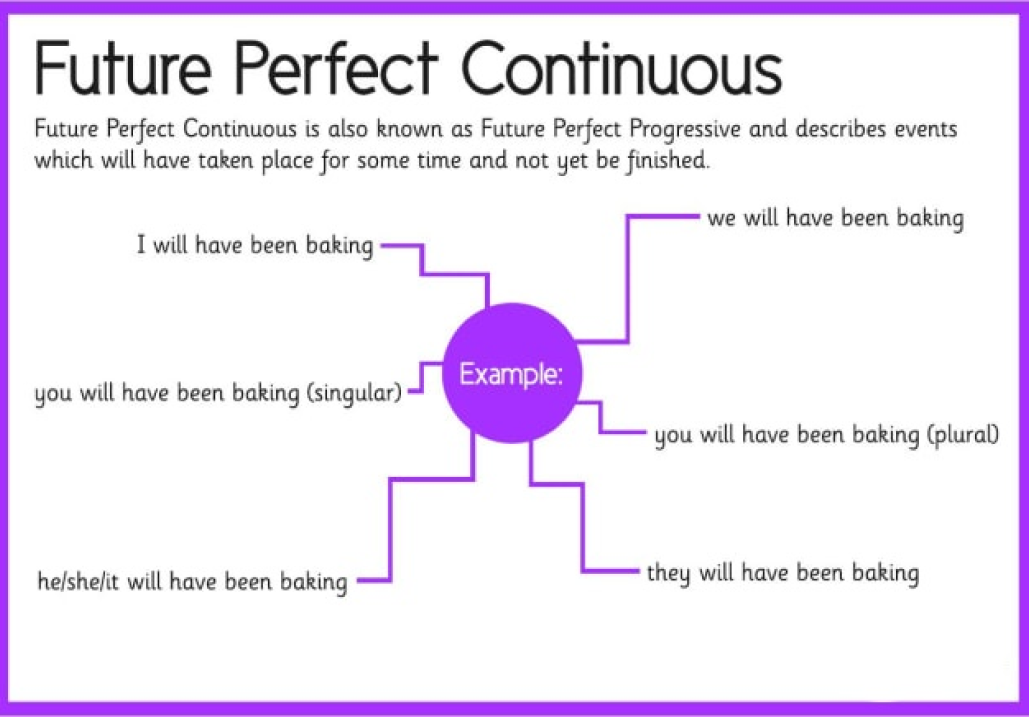 Future Perfect Continuous
Future Perfect Continuous is also known as Future Perfect Progressive and describes events
which will have taken place for some time and not yet be finished.
I will have been baking
you will have been baking (singular)
he/she/it will have been baking
Example:
we will have been baking
you will have been baking (plural)
they will have been baking